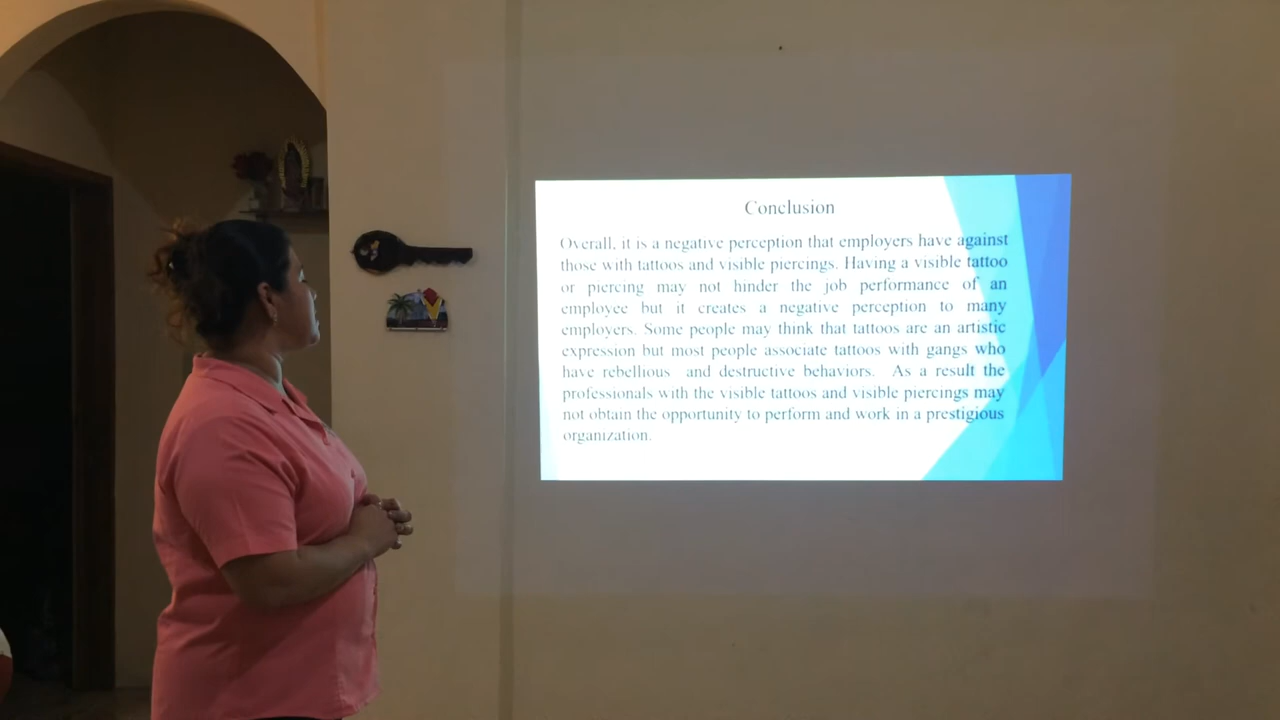 Conclusion
Overall, it is a negative perception that employers have against
those with tattoos and visible piercings. Having a visible tattoo
or piercing may not hinder the job performance of an
employee but it creates a negative perception to many
employers. Some people may think that tattoos are an artistic
expression but most people associate tattoos with gangs who
have rebellious and destructive behaviors. As a result the
professionals with the visible tattoos and visible piercings may
not obtain the opportunity to perform and work in a prestigious
organization.